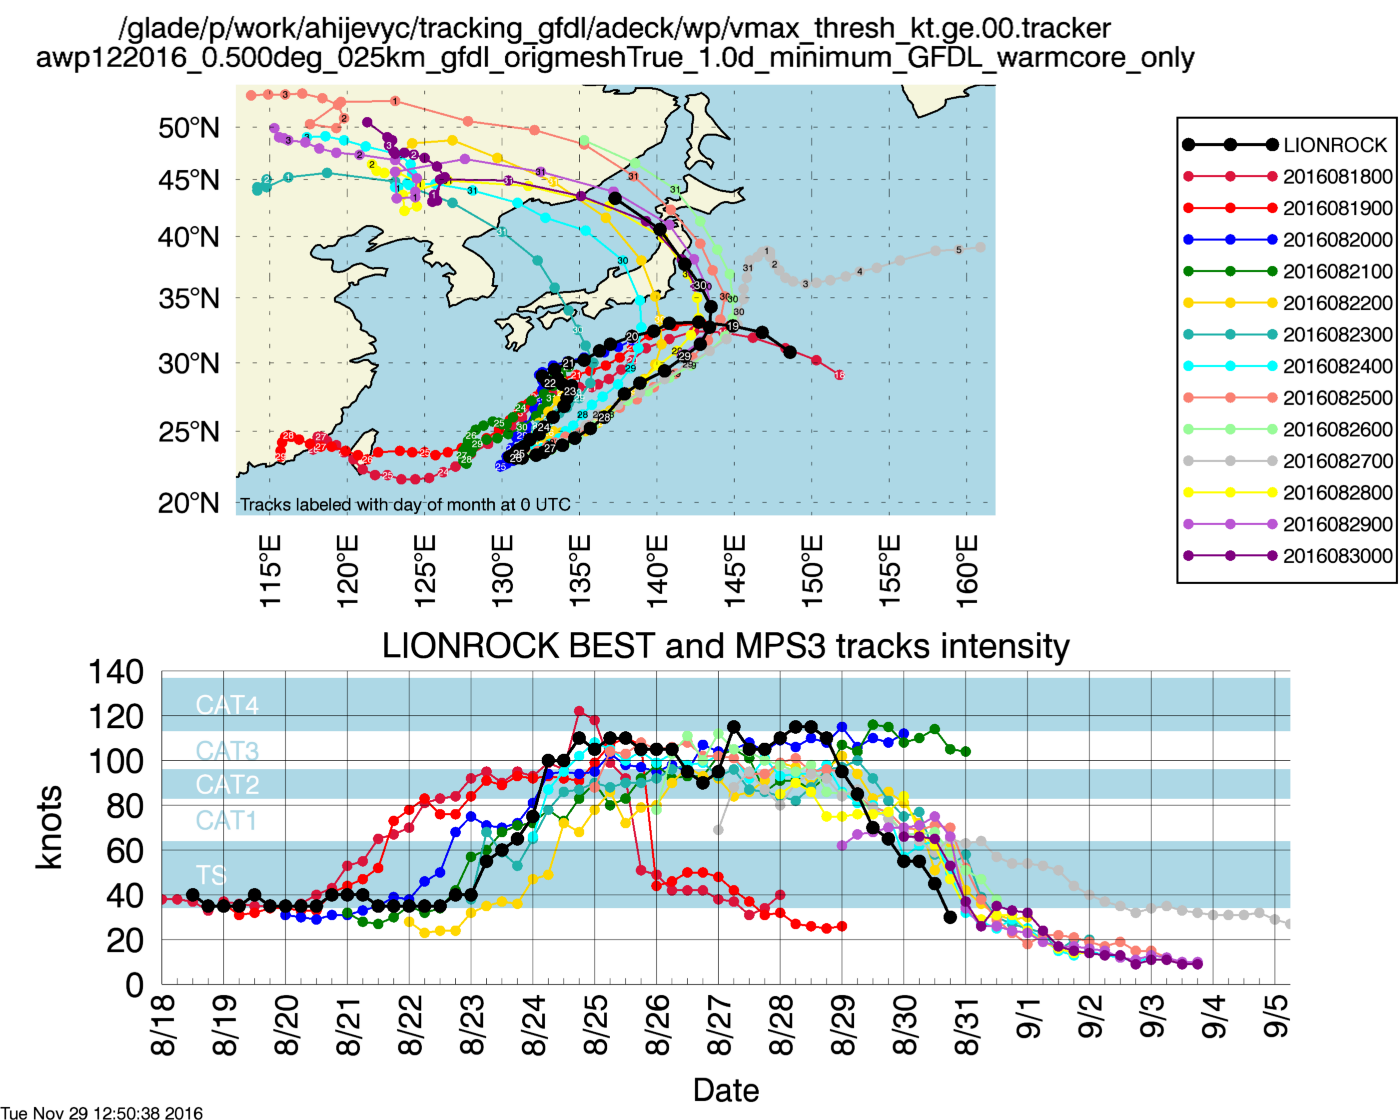 /glade/p/work/ahijevyc/tracking_gfdl/adeck/wp/vmax_thresh_kt.ge.00.tracker
awp122016_0.500deg_025km_gfdl_origmeshTrue_1.0d_minimum_GFDL_warmcore_only
50°N
45°N
40°N
35°N
30°N
25°N
20°N
Tracks labeled with day of month at 0 UTC
115°E
120°E
125°E
130°E
135°E
140°E
145°E
150°E
155°E
160°E
LIONROCK
2016081800
2016081900
2016082000
2016082100
2016082200
2016082300
2016082400
2016082500
2016082600
2016082700
2016082800
2016082900
2016083000
LIONROCK BEST and MPS3 tracks intensity
knots
140
120
100
80
60
40
20
0
CAT4
CAT3
CAT2
CAT1
TS
8/18
8/19
8/20
8/21
8/22
8/23
8/24
8/25
8/26
8/27
8/28
8/29
8/30
8/31
9/1
9/2
9/3
9/4
9/5
Date
Tue Nov 29 12:50:38 2016